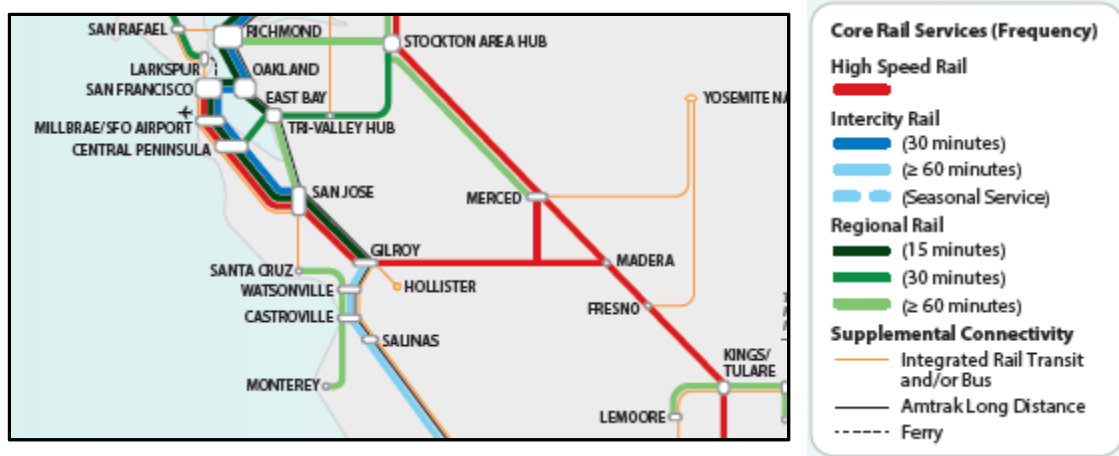 SAN RAFAEL
RICHMOND
STOCKTON AREA HUB
LARKSPUR
OAKLAND
SAN FRANCISCO
EAST BAY
YOSEMITE NA
MILLBRAE/SFO AIRPORT
TRI-VALLEY HUB
CENTRAL PENINSULA
SAN JOSE
MERCED
GILROY
SANTA CRUZ
MADERA
HOLLISTER
WATSONVILLE
FRESNO
CASTROVILLE
SALINAS
KINGS/
TULARE
MONTEREY
LEMOORE
Core Rail Services (Frequency)
High Speed Rail
Intercity Rail
(30 minutes)
(≥ 60 minutes)
(Seasonal Service)
Regional Rail
(15 minutes)
(30 minutes)
(≥ 60 minutes)
Supplemental Connectivity
Integrated Rail Transit
and/or Bus
Amtrak Long Distance
Ferry